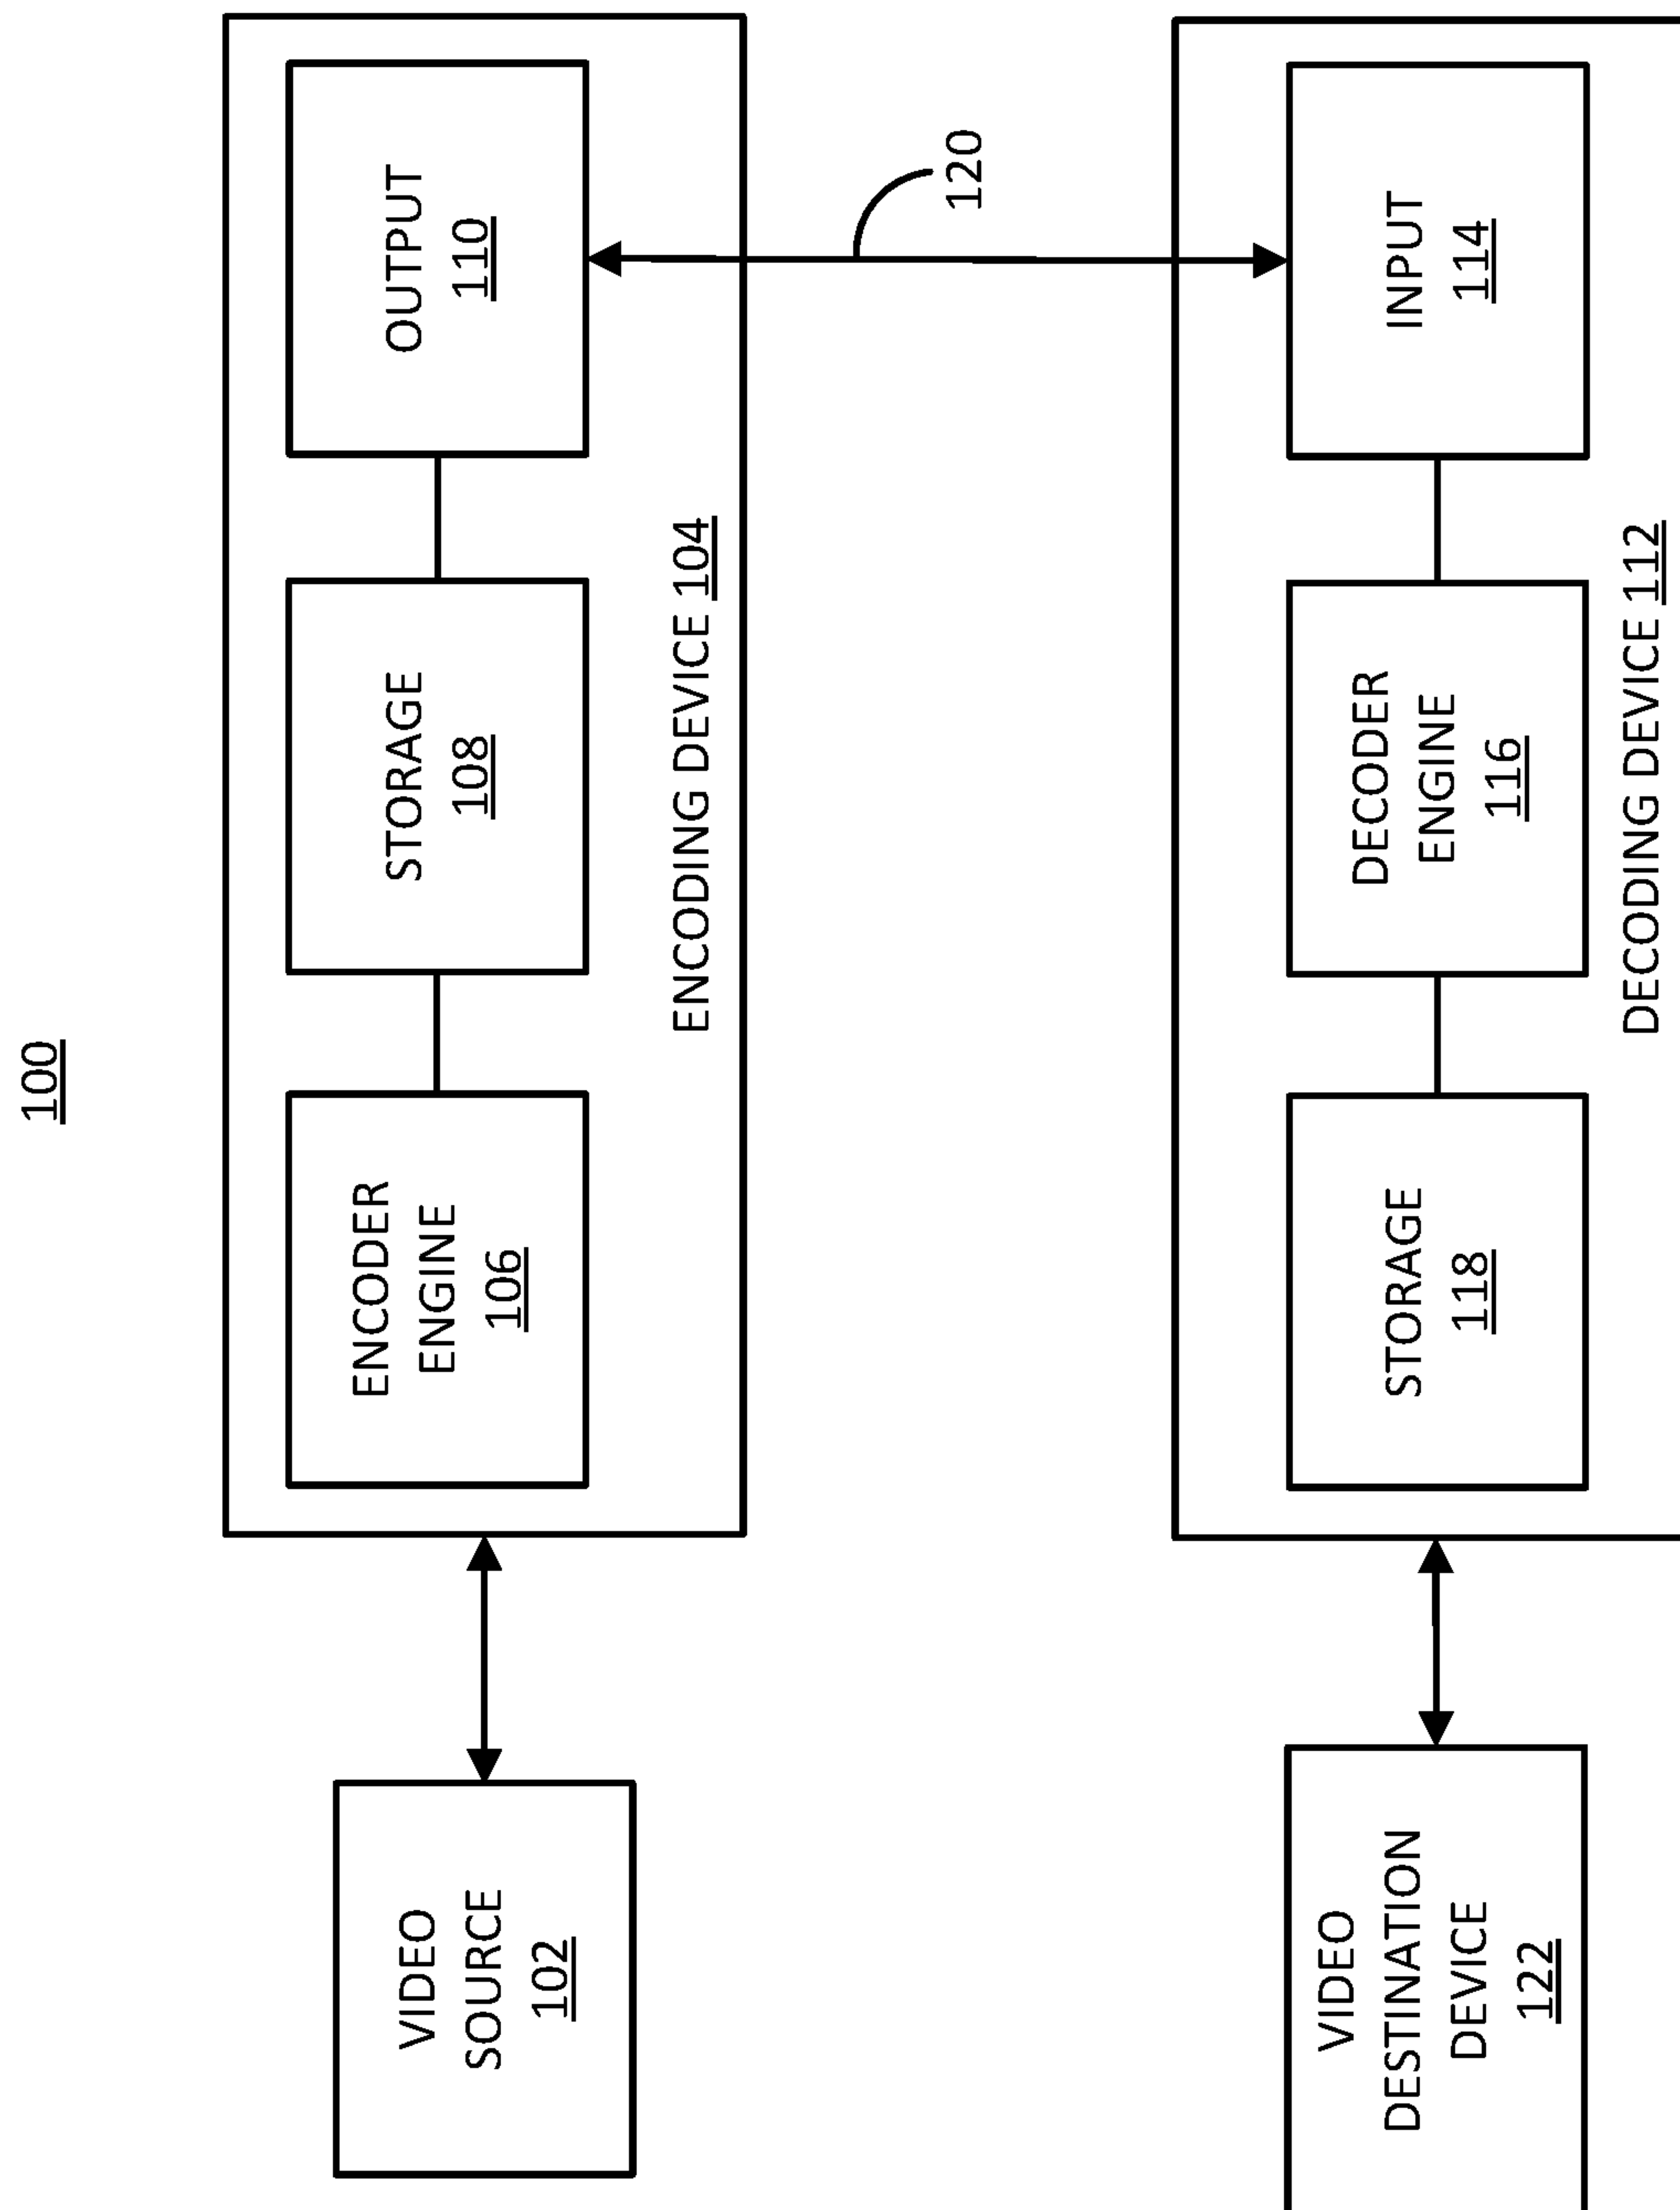 100
VIDEO
SOURCE
102
ENCODER
ENGINE
106
STORAGE
108
OUTPUT
110
ENCODING DEVICE 104
120
VIDEO
DESTINATION
DEVICE
122
STORAGE
118
DECODER
ENGINE
116
INPUT
114
DECODING DEVICE 112